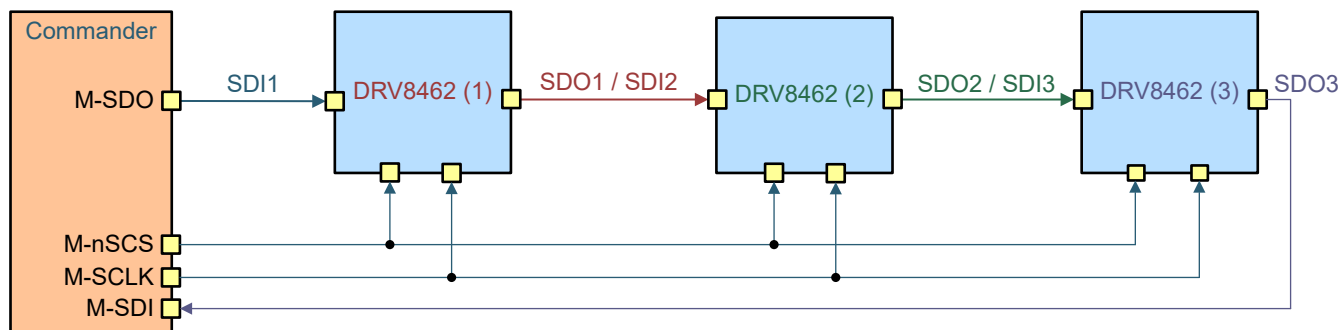 Commander
M-SDO
SDI1
DRV8462 (1)
SDO1 / SDI2
DRV8462 (2)
SDO2 / SDI3
DRV8462 (3)
SDO3
M-nSCS
M-SCLK
M-SDI